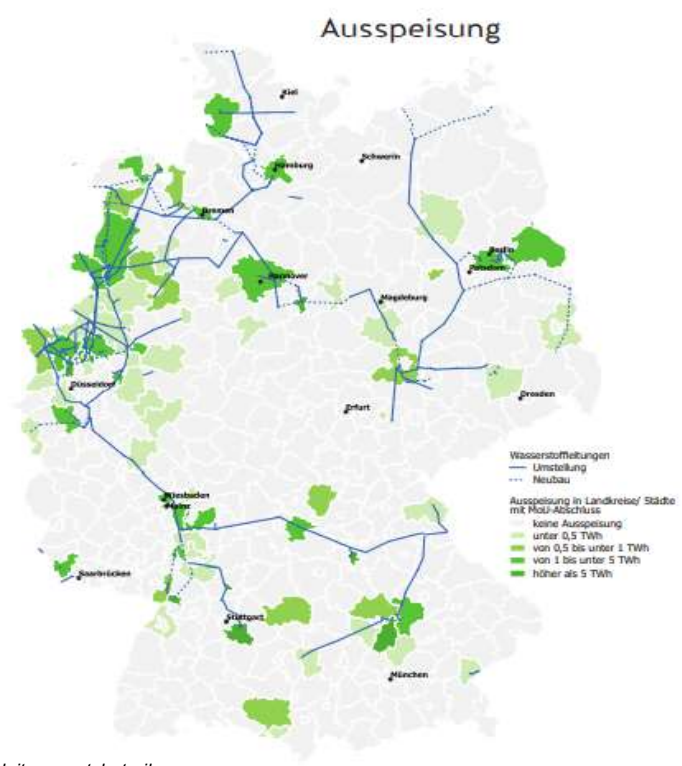 Ausspeisung
Kiel
Schwerin
Hamburg
Bremen
Berlin
Potsdam
Hannover
Magdeburg
Düsseldorf
Dresden
Erfurt
Wasserstoffleitungen
Umstellung
Neubau
Ausspeisung in Landkreise/ Städte
mit MoU-Abschluss
keine Ausspeisung
unter 0,5 TWh
von 0,5 bis unter 1 TWh
von 1 bis unter 5 TWh
höher als 5 TWh
Wiesbaden
Mainz
Saarbrücken
Stuttgart
München